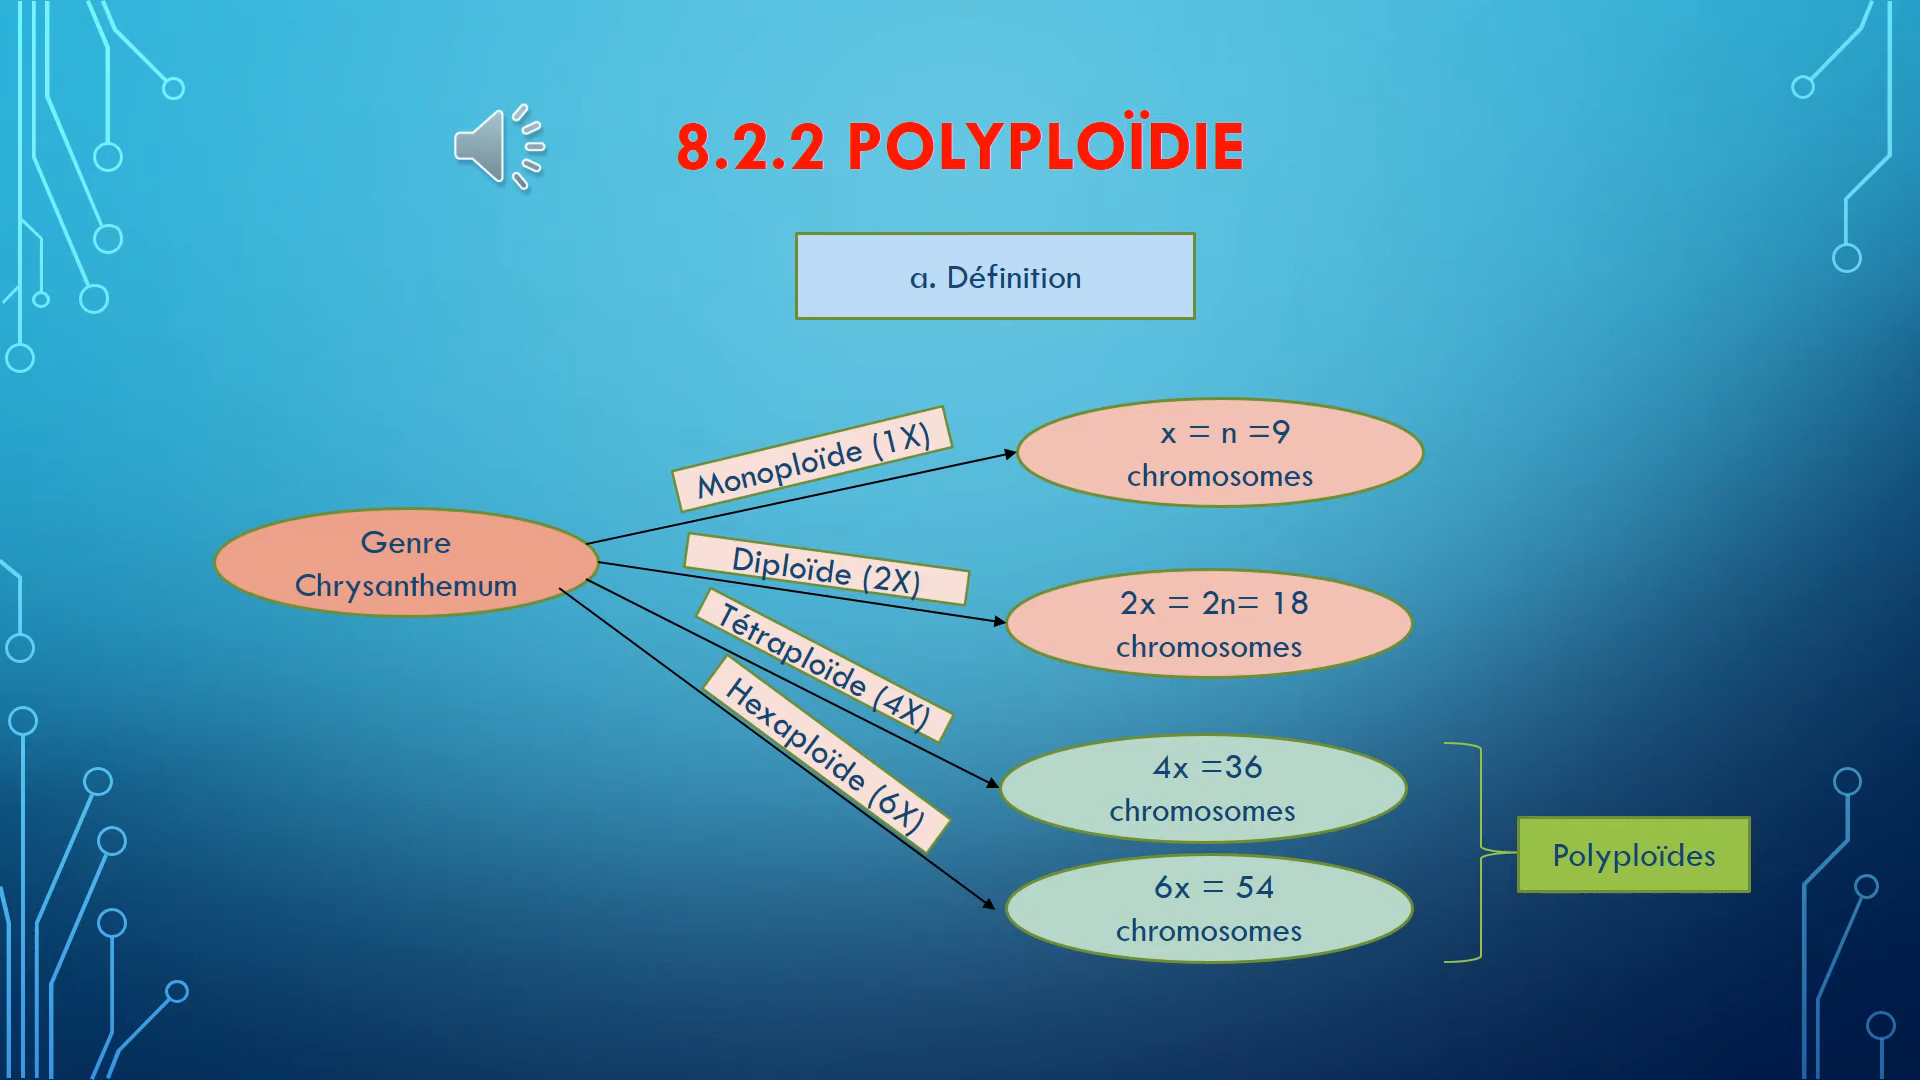 8.2.2 POLYPLOÏDIE
a. Définition
Monoploïde (1X)
x = n =9
chromosomes
Genre
Chrysanthemum
Diploïde (2X)
2x = 2n= 18
chromosomes
Tétraploïde (4X)
4x =36
chromosomes
Hexaploïde (6X)
6x = 54
chromosomes
Polyploïdes